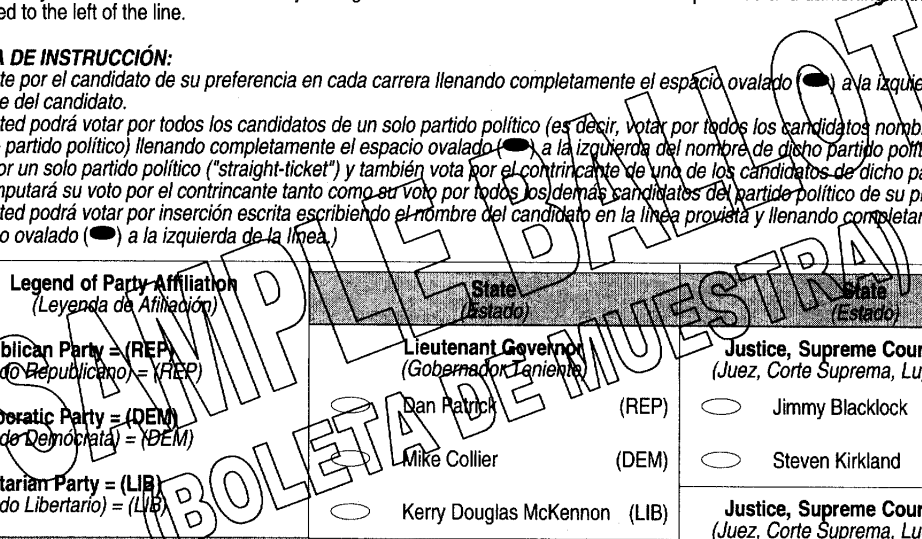 ed to the left of the line.
A DE INSTRUCCIÓN:
te por el candidato de su preferencia en cada carrera llenando completamente el espacio ovalado ( ) a la izquie
e del candidato.
ted podrá votar por todos los candidatos de un solo partido político (es decir, votar por todos los candidatos nomb
partido político) llenando completamente el espacio ovalado ( ) a la izquierda del nombre de dicho partido polít
or un solo partido político ("straight-ticket") y también vota por el contrincante de uno de los candidatos de dicho pa
mputará su voto por el contrincante tanto como su voto por todos los demás candidatos del partido político de su p
ted podrá votar por inserción escrita escribiendo el nombre del candidato en la línea provista y llenando completar
o ovalado ( ) a la izquierda de la línea.)
SAMPLE BALLOT
(BOLETA DE MUESTRA)
Legend of Party Affiliation
(Leyenda de Afiliación)
blican Party = (REP)
do Republicano) = (REP)
ocratic Party = (DEM)
do Demócrata) = (DEM)
tarian Party = (LIB)
do Libertario) = (LIB)
State
(Estado)
Lieutenant Governor
(Gobernador Teniente)
Dan Patrick (REP)
Mike Collier (DEM)
Kerry Douglas McKennon (LIB)
State
(Estado)
Justice, Supreme Cour
(Juez, Corte Suprema, Lu
Jimmy Blacklock
Steven Kirkland
Justice, Supreme Cour
(Juez, Corte Suprema, Lu